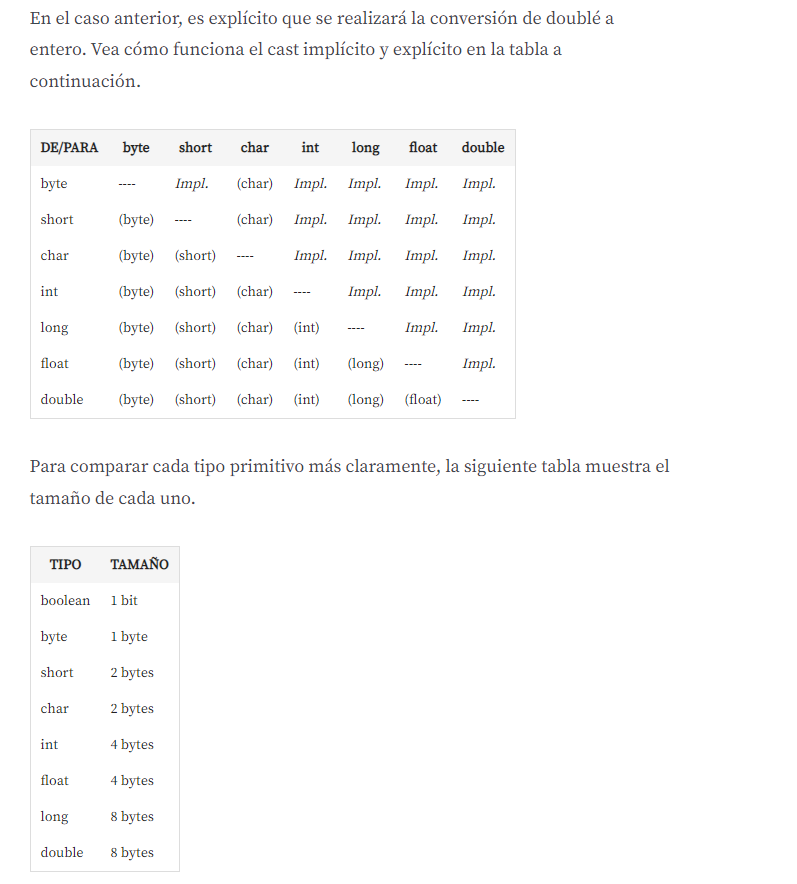 En el caso anterior, es explícito que se realizará la conversión de doublé a
entero. Vea cómo funciona el cast implícito y explícito en la tabla a
continuación.
DE/PARA byte short char int long float double
byte ---- Impl. (char) Impl. Impl. Impl. Impl.
short (byte) ---- (char) Impl. Impl. Impl. Impl.
char (byte) (short) ---- Impl. Impl. Impl. Impl.
int (byte) (short) (char) ---- Impl. Impl. Impl.
long (byte) (short) (char) (int) ---- Impl. Impl.
float (byte) (short) (char) (int) (long) ---- Impl.
double (byte) (short) (char) (int) (long) (float) ----
Para comparar cada tipo primitivo más claramente, la siguiente tabla muestra el
tamaño de cada uno.
TIPO TAMAÑO
boolean 1 bit
byte 1 byte
short 2 bytes
char 2 bytes
int 4 bytes
float 4 bytes
long 8 bytes
double 8 bytes